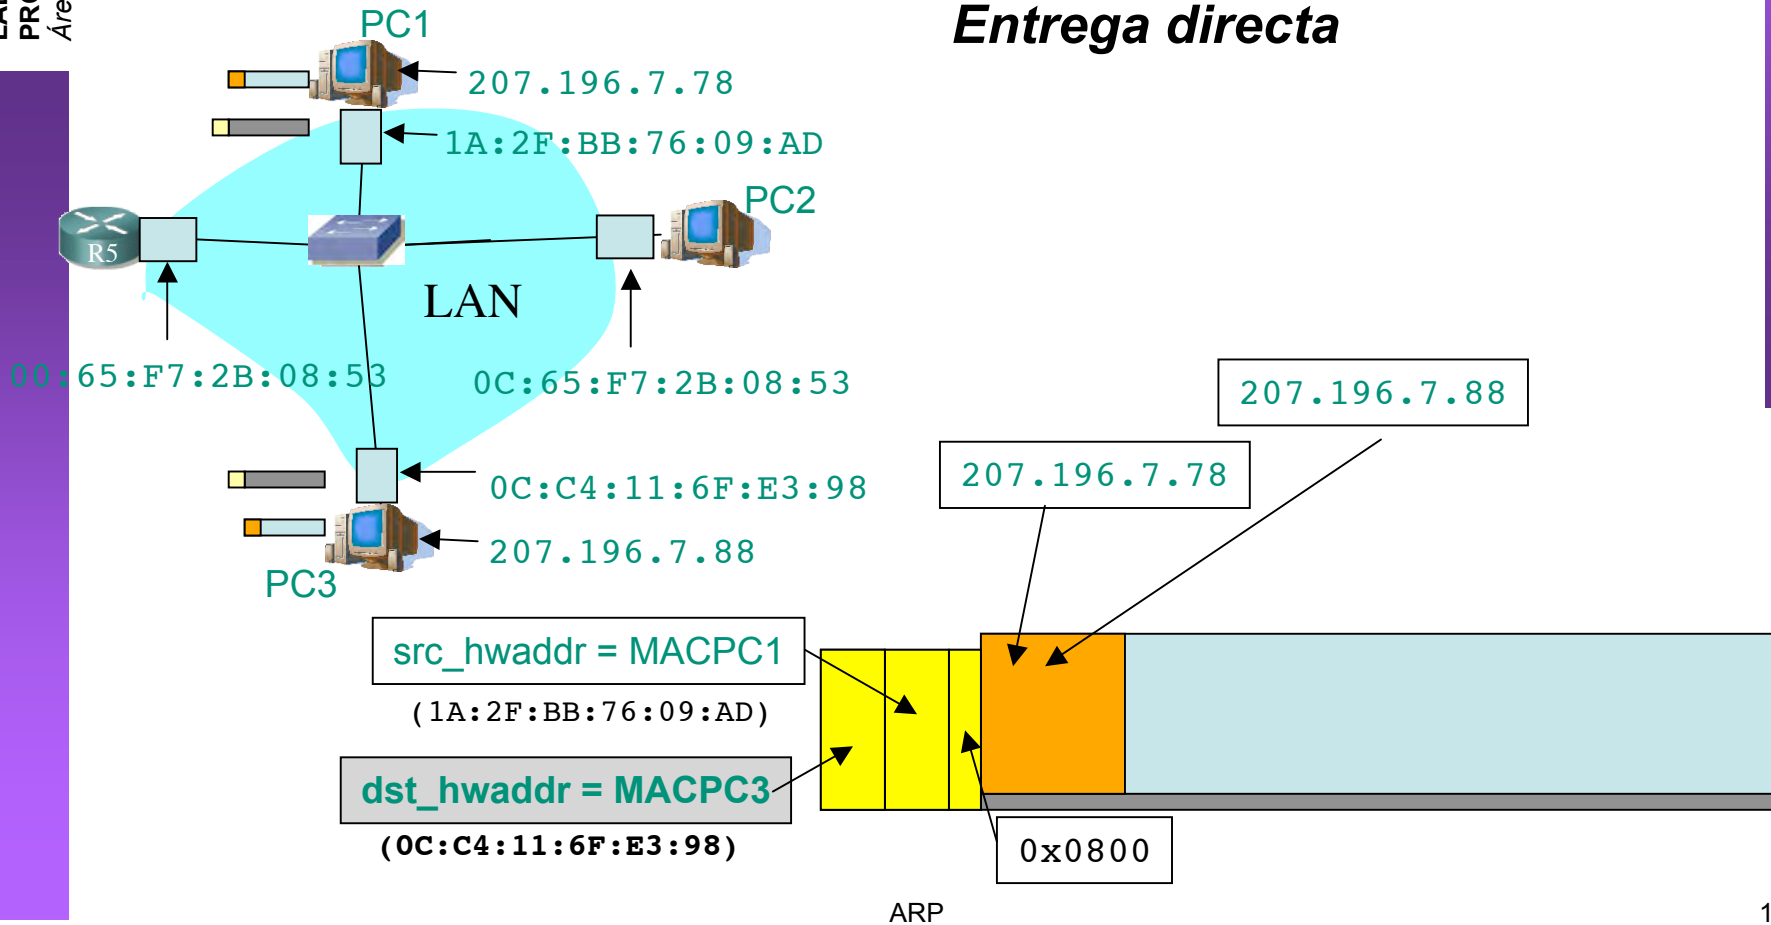 Entrega directa
PC1
207.196.7.78
1A:2F:BB:76:09:AD
PC2
R5
LAN
00:65:F7:2B:08:53
0C:65:F7:2B:08:53
207.196.7.88
207.196.7.78
0C:C4:11:6F:E3:98
207.196.7.88
PC3
src_hwaddr = MACPC1
(1A:2F:BB:76:09:AD)
dst_hwaddr = MACPC3
(0C:C4:11:6F:E3:98)
0x0800
ARP
1